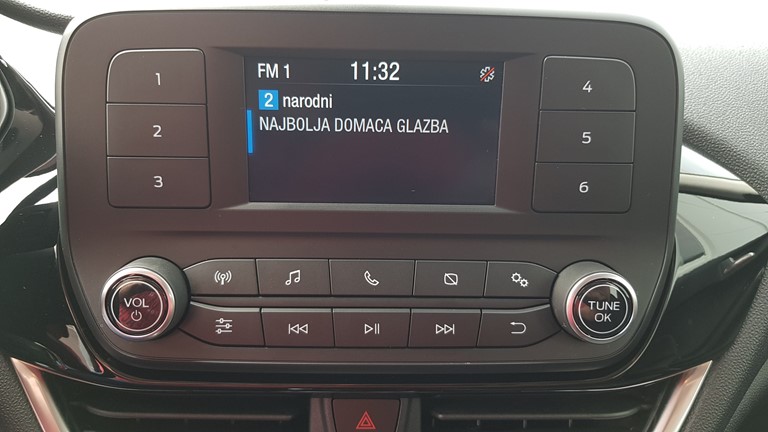 FM 1 11:32
2 narodni
NAJBOLJA DOMACA GLAZBA
1
2
3
4
5
6
VOL
TUNE
OK